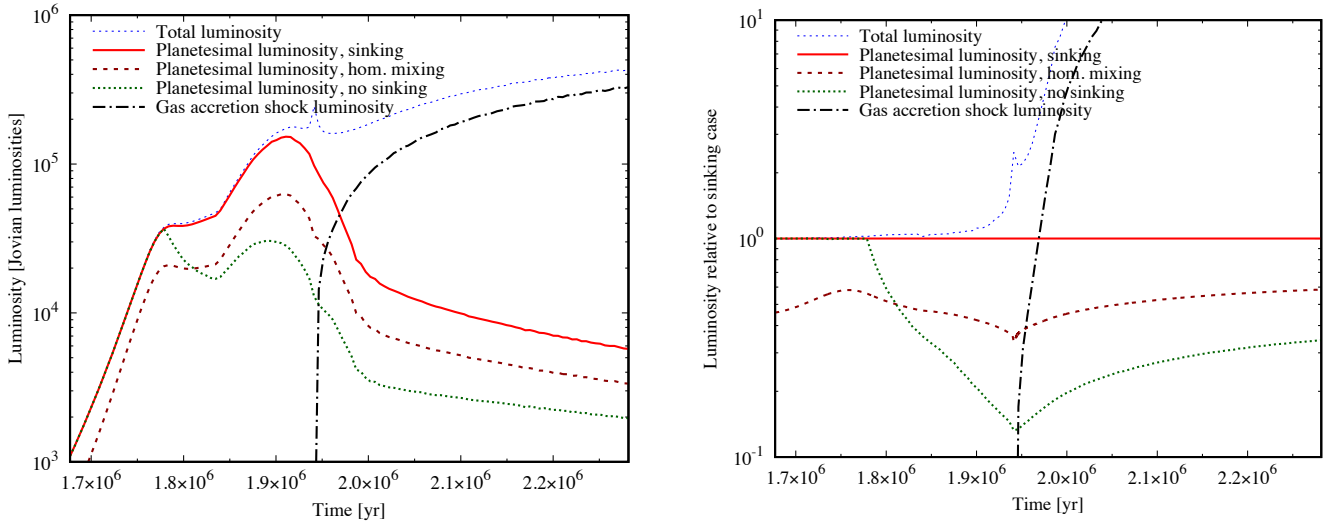 10^6
10^5
10^4
10^3
Luminosity [Jovian luminosities]
Total luminosity
Planetesimal luminosity, sinking
Planetesimal luminosity, hom. mixing
Planetesimal luminosity, no sinking
Gas accretion shock luminosity
1.7×10^6 1.8×10^6 1.9×10^6 2.0×10^6 2.1×10^6 2.2×10^6
Time [yr]
10^1
10^0
10^-1
Luminosity relative to sinking case
Total luminosity
Planetesimal luminosity, sinking
Planetesimal luminosity, hom. mixing
Planetesimal luminosity, no sinking
Gas accretion shock luminosity
1.7×10^6 1.8×10^6 1.9×10^6 2.0×10^6 2.1×10^6 2.2×10^6
Time [yr]